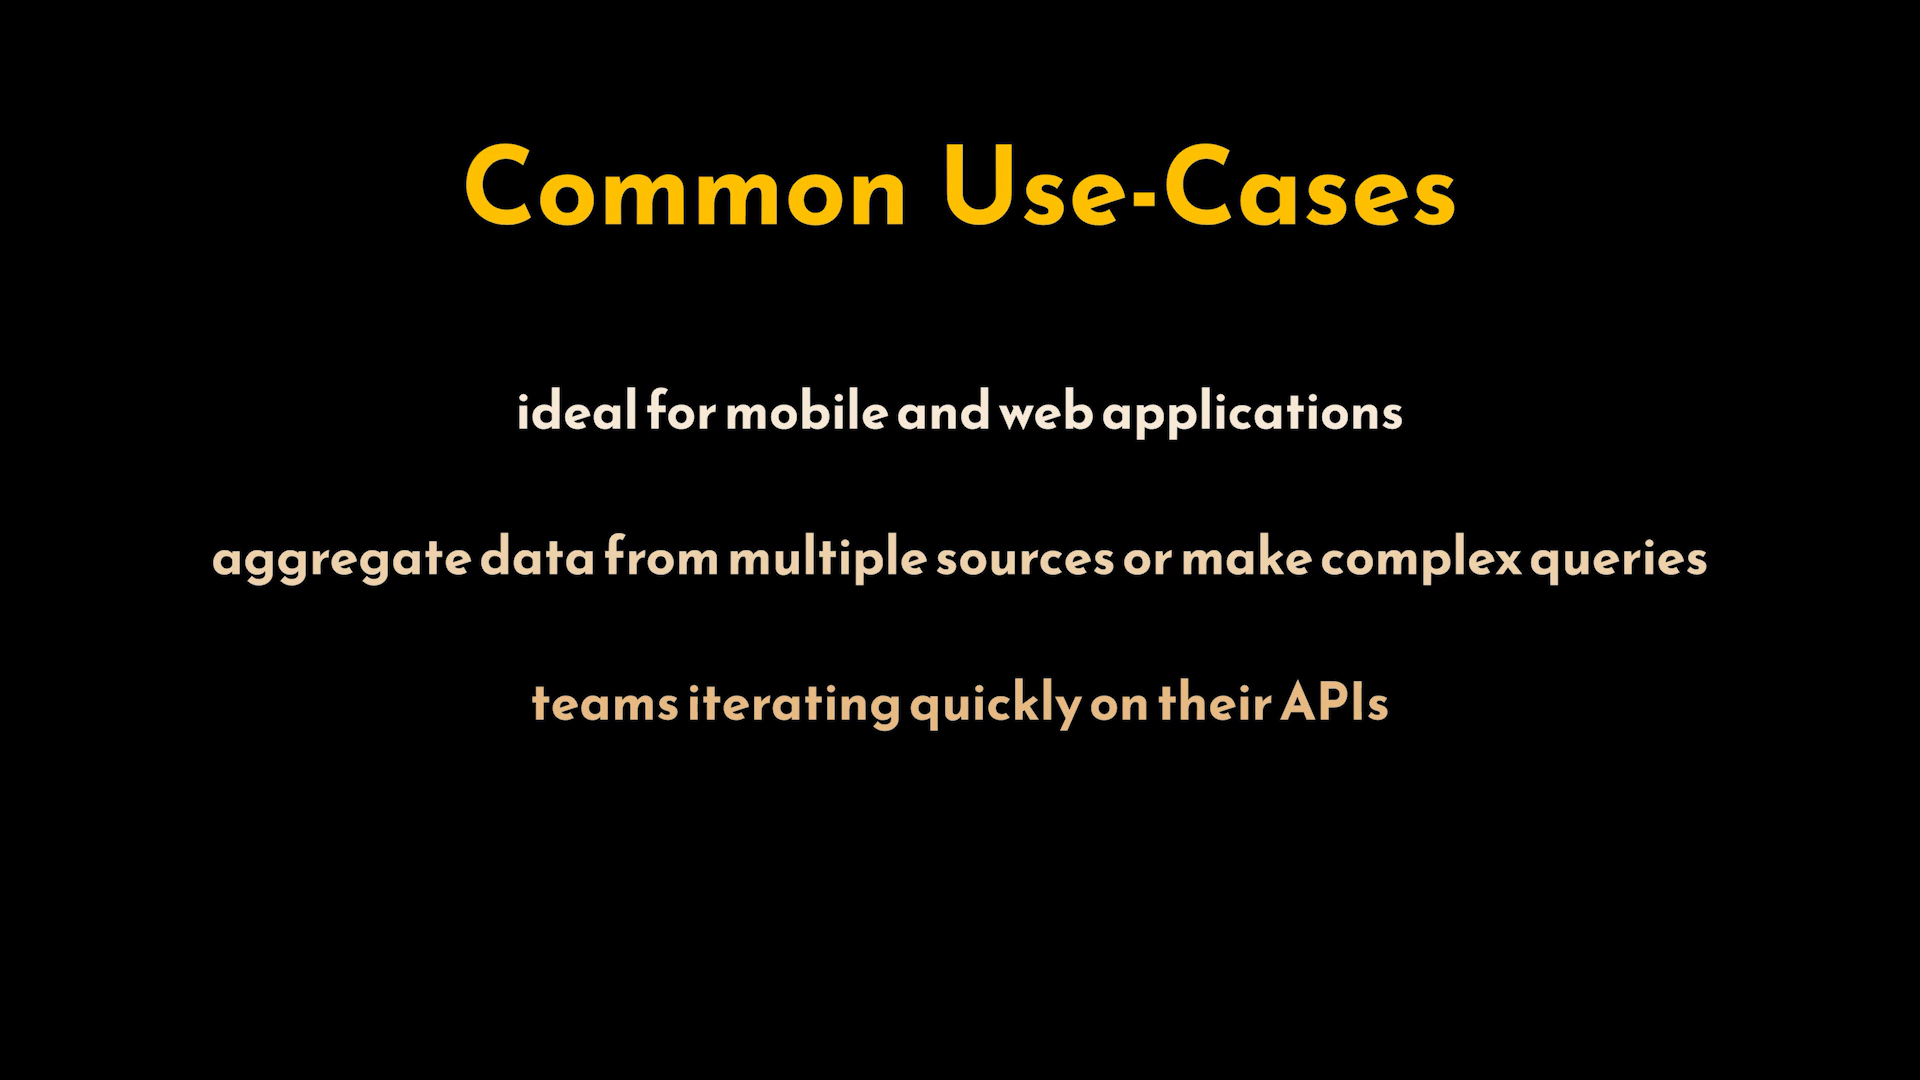 Common Use-Cases
ideal for mobile and web applications
aggregate data from multiple sources or make complex queries
teams iterating quickly on their APIs